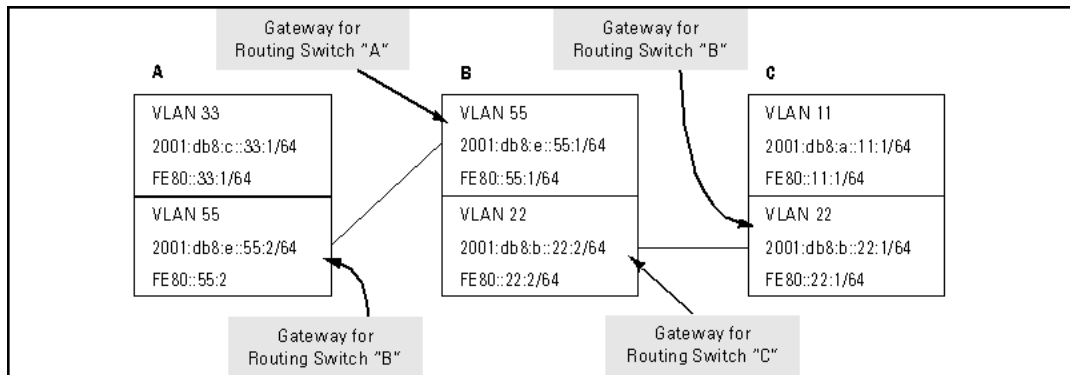 Gateway for
Routing Switch "A"
Gateway for
Routing Switch "B"
A
B
C
VLAN 33
2001:db8:c::33:1/64
FE80::33:1/64
VLAN 55
2001:db8:e::55:2/64
FE80::55:2
VLAN 55
2001:db8:e::55:1/64
FE80::55:1/64
VLAN 22
2001:db8:b::22:2/64
FE80::22:2/64
VLAN 11
2001:db8:a::11:1/64
FE80::11:1/64
VLAN 22
2001:db8:b::22:1/64
FE80::22:1/64
Gateway for
Routing Switch "B"
Gateway for
Routing Switch "C"